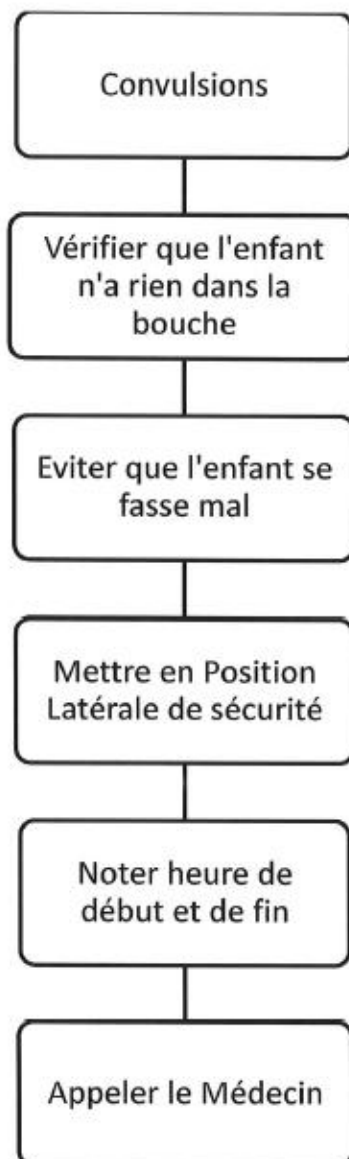 Convulsions
Vérifier que l'enfant
n'a rien dans la
bouche
Eviter que l'enfant se
fasse mal
Mettre en Position
Latérale de sécurité
Noter heure de
début et de fin
Appeler le Médecin